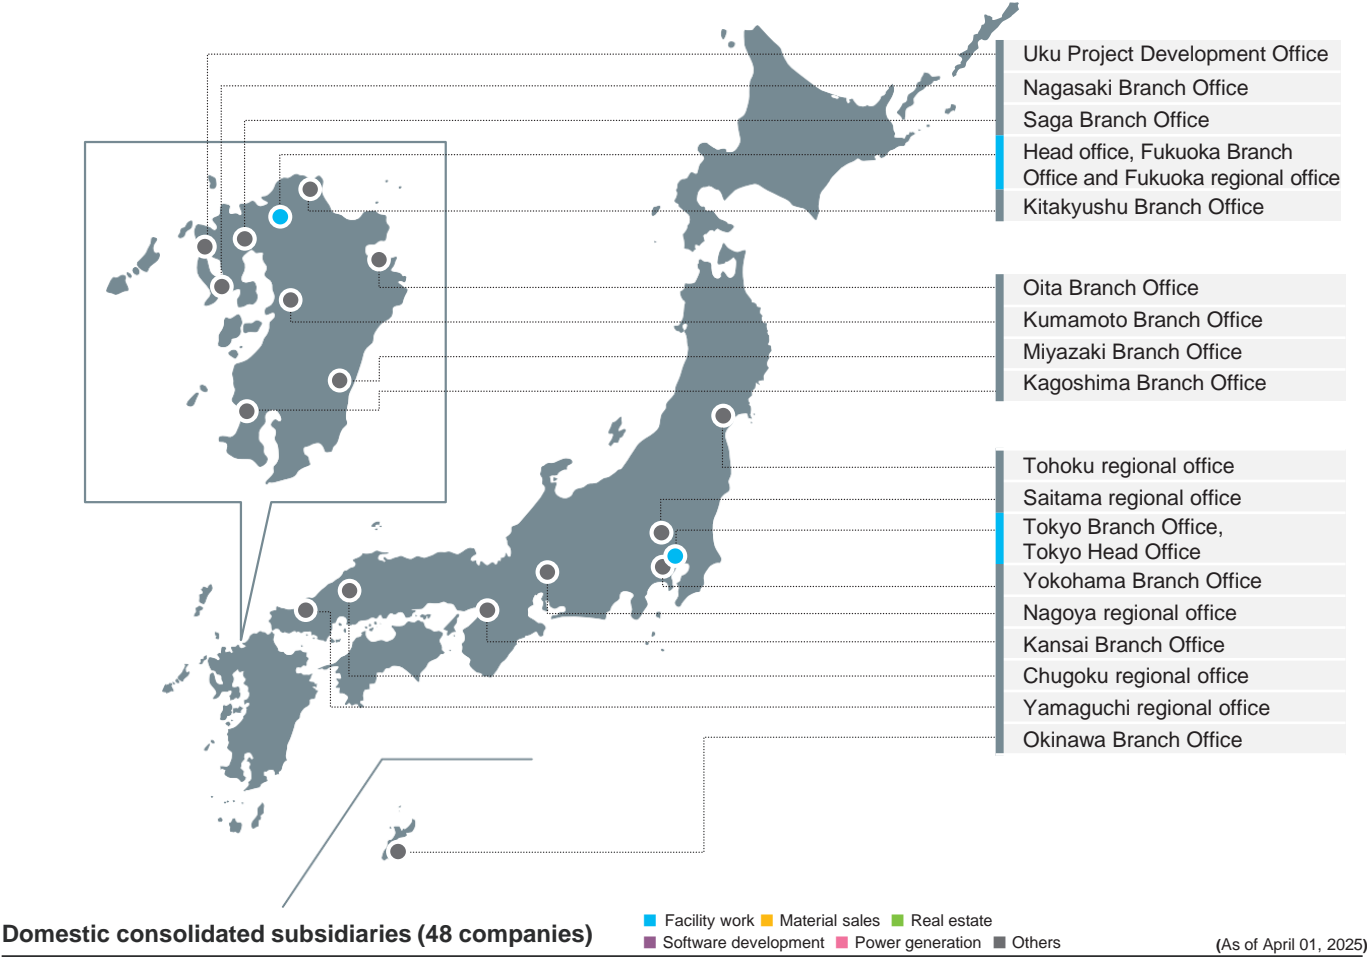 Uku Project Development Office
Nagasaki Branch Office
Saga Branch Office
Head office, Fukuoka Branch
Office and Fukuoka regional office
Kitakyushu Branch Office
Oita Branch Office
Kumamoto Branch Office
Miyazaki Branch Office
Kagoshima Branch Office
Tohoku regional office
Saitama regional office
Tokyo Branch Office,
Tokyo Head Office
Yokohama Branch Office
Nagoya regional office
Kansai Branch Office
Chugoku regional office
Yamaguchi regional office
Okinawa Branch Office
Domestic consolidated subsidiaries (48 companies)
Facility work Material sales Real estate
Software development Power generation Others
(As of April 01, 2025)